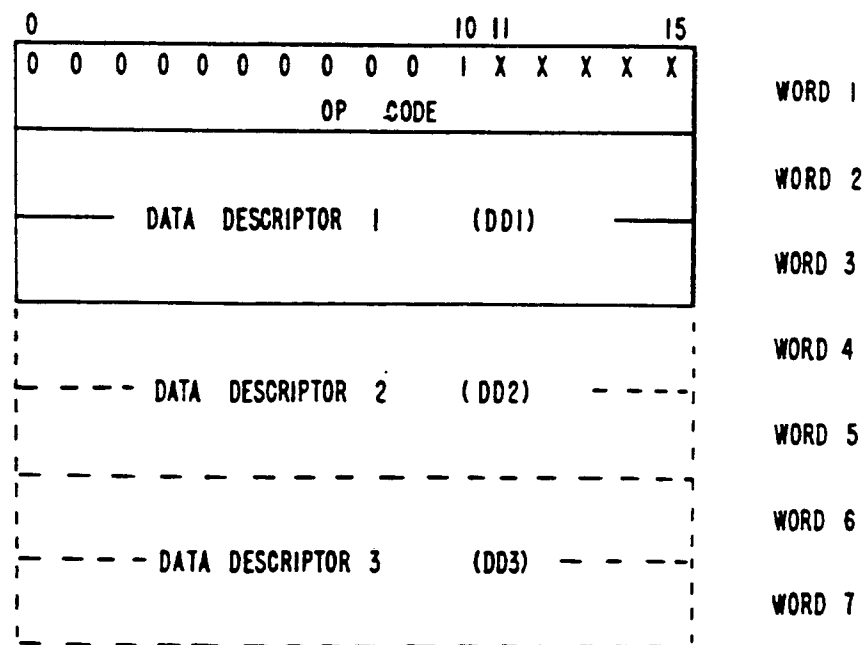 0 10 11 15
0 0 0 0 0 0 0 0 0 0 1 X X X X X
WORD 1
OP CODE
WORD 2
DATA DESCRIPTOR 1 (DD1)
WORD 3
WORD 4
DATA DESCRIPTOR 2 (DD2)
WORD 5
WORD 6
DATA DESCRIPTOR 3 (DD3)
WORD 7